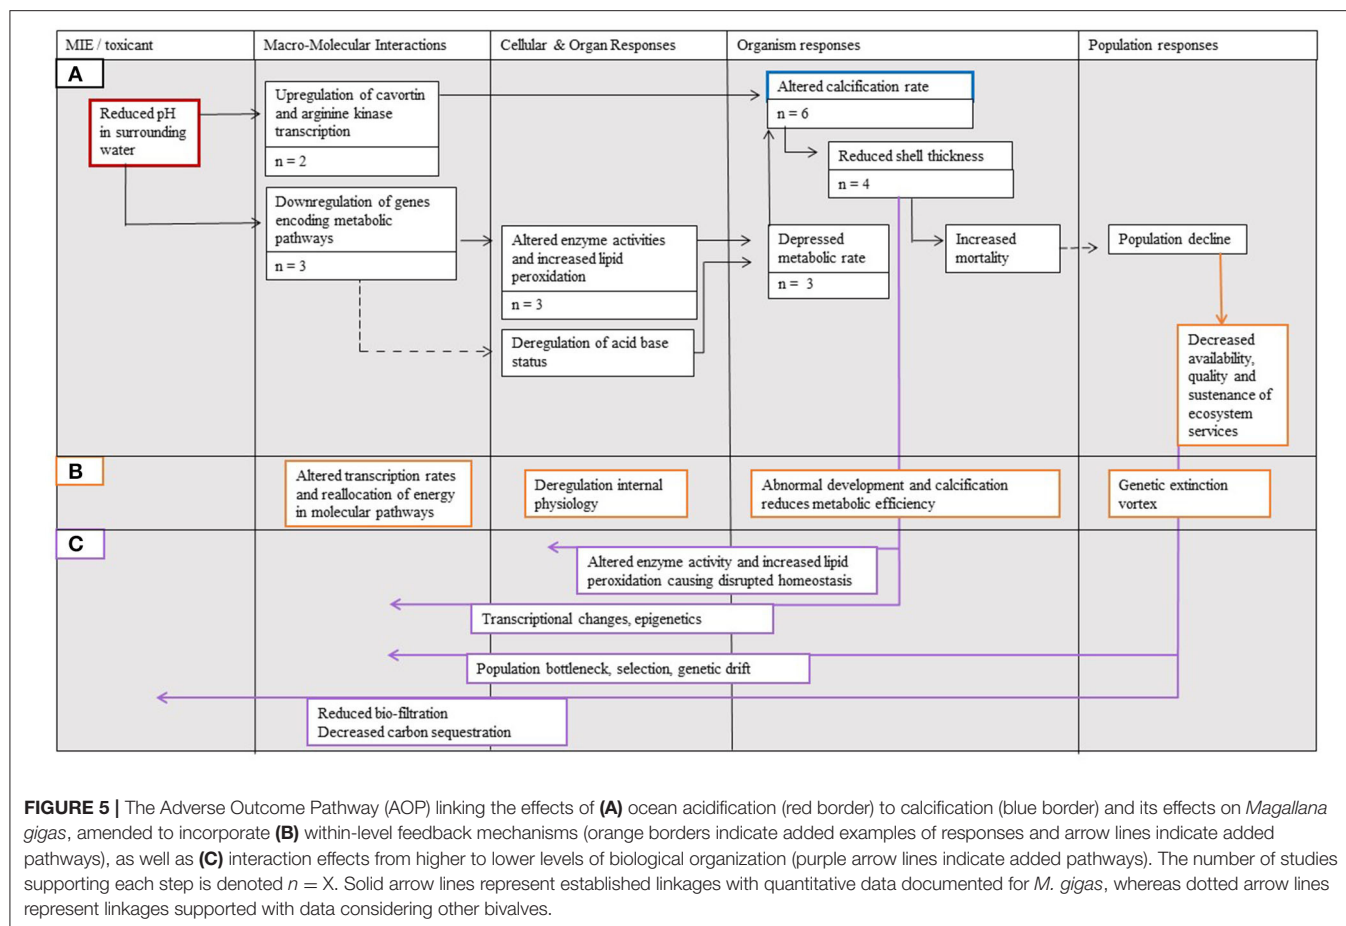 MIE / toxicant
Macro-Molecular Interactions
Cellular & Organ Responses
Organism responses
Population responses
A
Reduced pH
in surrounding
water
Upregulation of cavortin
and arginine kinase
transcription
n = 2
Downregulation of genes
encoding metabolic
pathways
n = 3
Altered enzyme activities
and increased lipid
peroxidation
n = 3
Deregulation of acid base
status
Altered calcification rate
n = 6
Reduced shell thickness
n = 4
Depressed
metabolic rate
n = 3
Increased
mortality
Population decline
Decreased
availability,
quality and
sustenance of
ecosystem
services
B
Altered transcription rates
and reallocation of energy
in molecular pathways
Deregulation internal
physiology
Abnormal development and calcification
reduces metabolic efficiency
Genetic extinction
vortex
C
Altered enzyme activity and increased lipid
peroxidation causing disrupted homeostasis
Transcriptional changes, epigenetics
Population bottleneck, selection, genetic drift
Reduced bio-filtration
Decreased carbon sequestration
FIGURE 5 | The Adverse Outcome Pathway (AOP) linking the effects of (A) ocean acidification (red border) to calcification (blue border) and its effects on Magallana
gigas, amended to incorporate (B) within-level feedback mechanisms (orange borders indicate added examples of responses and arrow lines indicate added
pathways), as well as (C) interaction effects from higher to lower levels of biological organization (purple arrow lines indicate added pathways). The number of studies
supporting each step is denoted n = X. Solid arrow lines represent established linkages with quantitative data documented for M. gigas, whereas dotted arrow lines
represent linkages supported with data considering other bivalves.